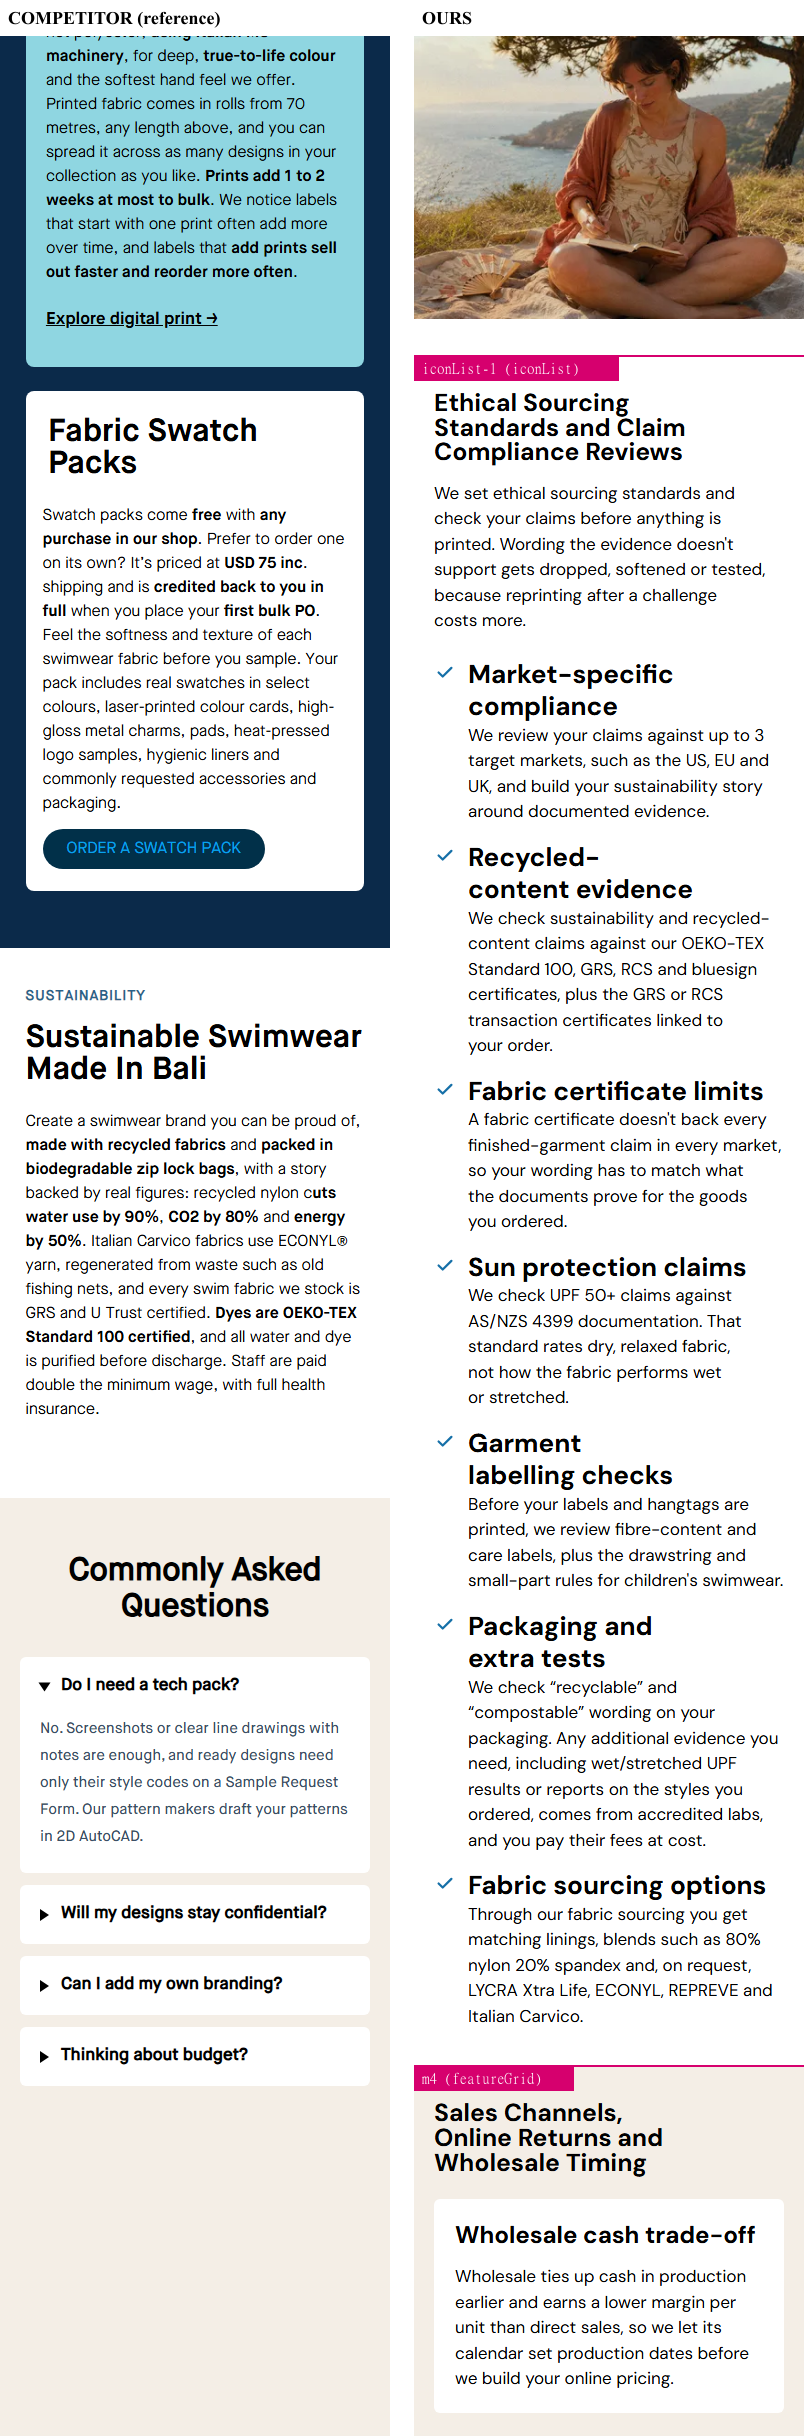 COMPETITOR (reference)
machinery, for deep, true-to-life colour
and the softest hand feel we offer.
Printed fabric comes in rolls from 70
metres, any length above, and you can
spread it across as many designs in your
collection as you like. Prints add 1 to 2
weeks at most to bulk. We notice labels
that start with one print often add more
over time, and labels that add prints sell
out faster and reorder more often.
Explore digital print →
Fabric Swatch
Packs
Swatch packs come free with any
purchase in our shop. Prefer to order one
on its own? It's priced at USD 75 inc.
shipping and is credited back to you in
full when you place your first bulk PO.
Feel the softness and texture of each
swimwear fabric before you sample. Your
pack includes real swatches in select
colours, laser-printed colour cards, high-
gloss metal charms, pads, heat-pressed
logo samples, hygienic liners and
commonly requested accessories and
packaging.
ORDER A SWATCH PACK
SUSTAINABILITY
Sustainable Swimwear
Made In Bali
Create a swimwear brand you can be proud of,
made with recycled fabrics and packed in
biodegradable zip lock bags, with a story
backed by real figures: recycled nylon cuts
water use by 90%, CO2 by 80% and energy
by 50%. Italian Carvico fabrics use ECONYL®
yarn, regenerated from waste such as old
fishing nets, and every swim fabric we stock is
GRS and U Trust certified. Dyes are OEKO-TEX
Standard 100 certified, and all water and dye
is purified before discharge. Staff are paid
double the minimum wage, with full health
insurance.
Commonly Asked
Questions
Do I need a tech pack?
No. Screenshots or clear line drawings with
notes are enough, and ready designs need
only their style codes on a Sample Request
Form. Our pattern makers draft your patterns
in 2D AutoCAD.
Will my designs stay confidential?
Can I add my own branding?
Thinking about budget?
OURS
iconList-1 (iconList)
Ethical Sourcing
Standards and Claim
Compliance Reviews
We set ethical sourcing standards and
check your claims before anything is
printed. Wording the evidence doesn't
support gets dropped, softened or tested,
because reprinting after a challenge
costs more.
Market-specific
compliance
We review your claims against up to 3
target markets, such as the US, EU and
UK, and build your sustainability story
around documented evidence.
Recycled-
content evidence
We check sustainability and recycled-
content claims against our OEKO-TEX
Standard 100, GRS, RCS and bluesign
certificates, plus the GRS or RCS
transaction certificates linked to
your order.
Fabric certificate limits
A fabric certificate doesn't back every
finished-garment claim in every market,
so your wording has to match what
the documents prove for the goods
you ordered.
Sun protection claims
We check UPF 50+ claims against
AS/NZS 4399 documentation. That
standard rates dry, relaxed fabric,
not how the fabric performs wet
or stretched.
Garment
labelling checks
Before your labels and hangtags are
printed, we review fibre-content and
care labels, plus the drawstring and
small-part rules for children's swimwear.
Packaging and
extra tests
We check “recyclable” and
“compostable” wording on your
packaging. Any additional evidence you
need, including wet/stretched UPF
results or reports on the styles you
ordered, comes from accredited labs,
and you pay their fees at cost.
Fabric sourcing options
Through our fabric sourcing you get
matching linings, blends such as 80%
nylon 20% spandex and, on request,
LYCRA Xtra Life, ECONYL, REPREVE and
Italian Carvico.
m4 (featureGrid)
Sales Channels,
Online Returns and
Wholesale Timing
Wholesale cash trade-off
Wholesale ties up cash in production
earlier and earns a lower margin per
unit than direct sales, so we let its
calendar set production dates before
we build your online pricing.